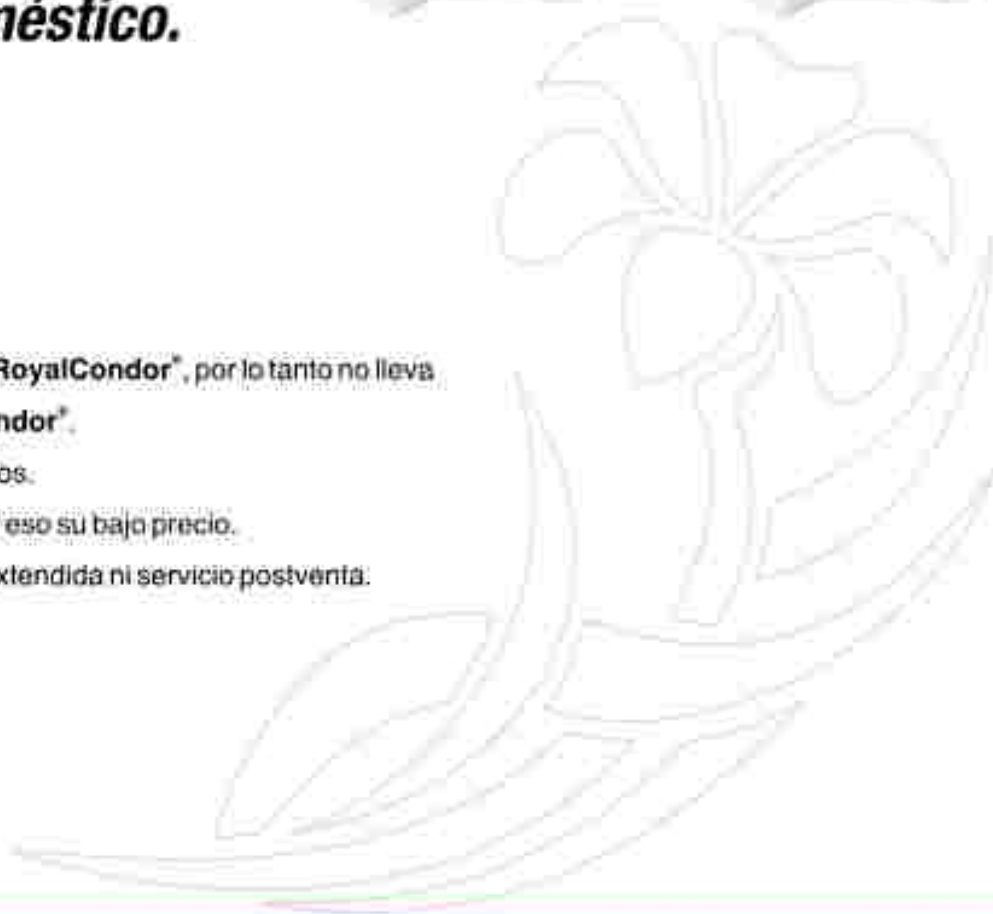 néstico.
RoyalCondor®, por lo tanto no lleva
ndor®.
os.
eso su bajo precio.
xtendida ni servicio postventa.